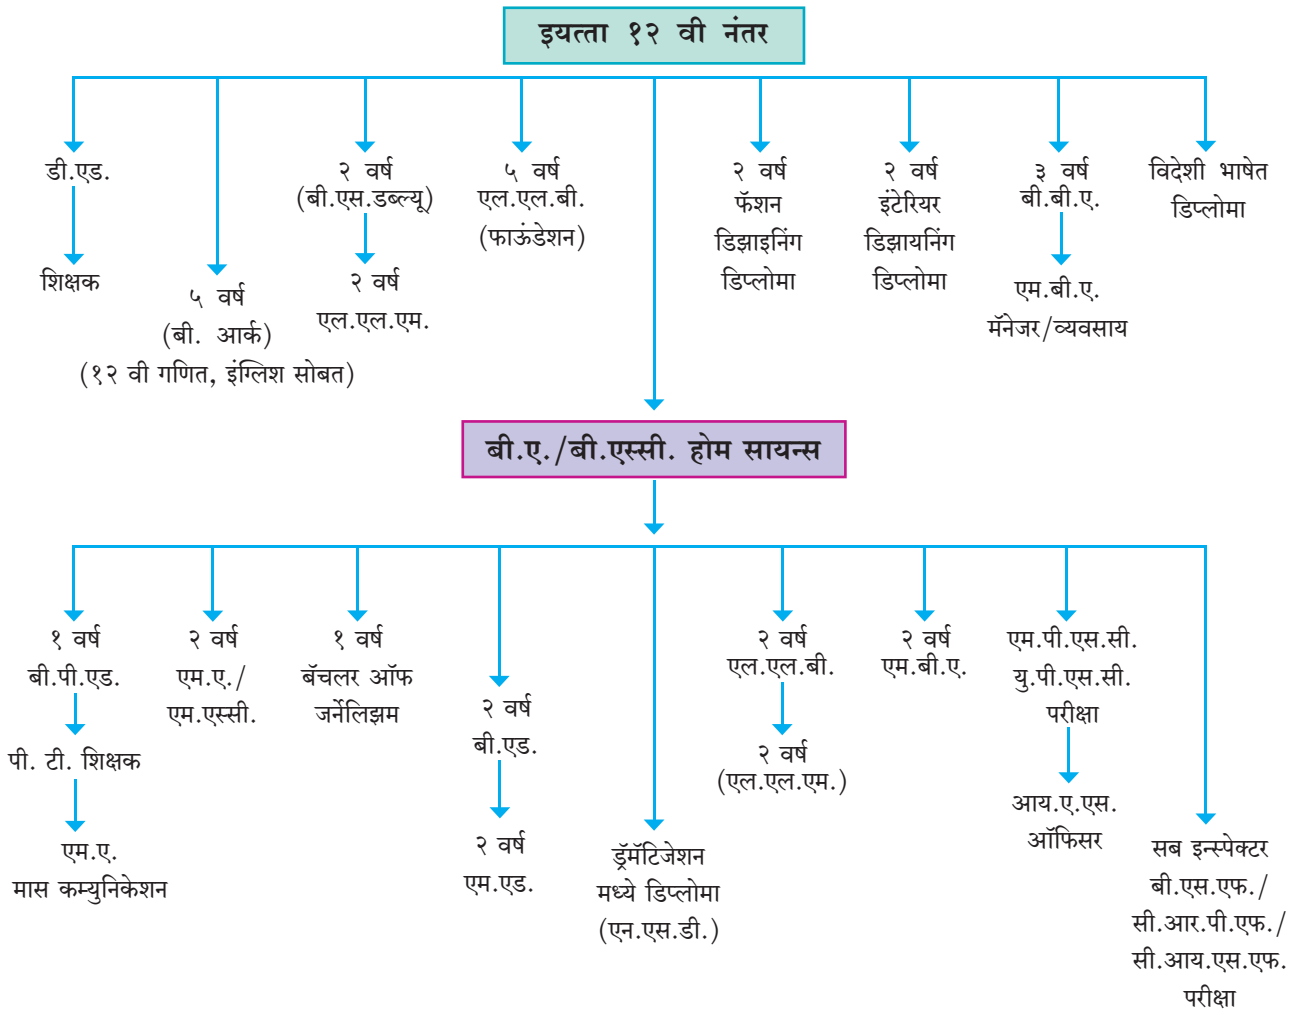 इयत्ता १२ वी नंतर
डी.एड.
शिक्षक
५ वर्ष
(बी. आर्क)
(१२ वी गणित, इंग्लिश सोबत)
२ वर्ष
(बी.एस.डब्ल्यू)
२ वर्ष
एल.एल.एम.
५ वर्ष
एल.एल.बी.
(फाऊंडेशन)
२ वर्ष
फॅशन
डिझाइनिंग
डिप्लोमा
२ वर्ष
इंटेरियर
डिझायनिंग
डिप्लोमा
३ वर्ष
बी.बी.ए.
एम.बी.ए.
मॅनेजर/व्यवसाय
विदेशी भाषेत
डिप्लोमा
बी.ए./बी.एस्सी. होम सायन्स
१ वर्ष
बी.पी.एड.
पी. टी. शिक्षक
एम.ए.
मास कम्युनिकेशन
२ वर्ष
एम.ए./
एम.एस्सी.
१ वर्ष
बॅचलर ऑफ
जर्नेलिझम
२ वर्ष
बी.एड.
२ वर्ष
एम.एड.
ड्रॅमॅटिजेशन
मध्ये डिप्लोमा
(एन.एस.डी.)
२ वर्ष
एल.एल.बी.
२ वर्ष
(एल.एल.एम.)
२ वर्ष
एम.बी.ए.
एम.पी.एस.सी.
यु.पी.एस.सी.
परीक्षा
आय.ए.एस.
ऑफिसर
सब इन्स्पेक्टर
बी.एस.एफ./
सी.आर.पी.एफ./
सी.आय.एस.एफ.
परीक्षा